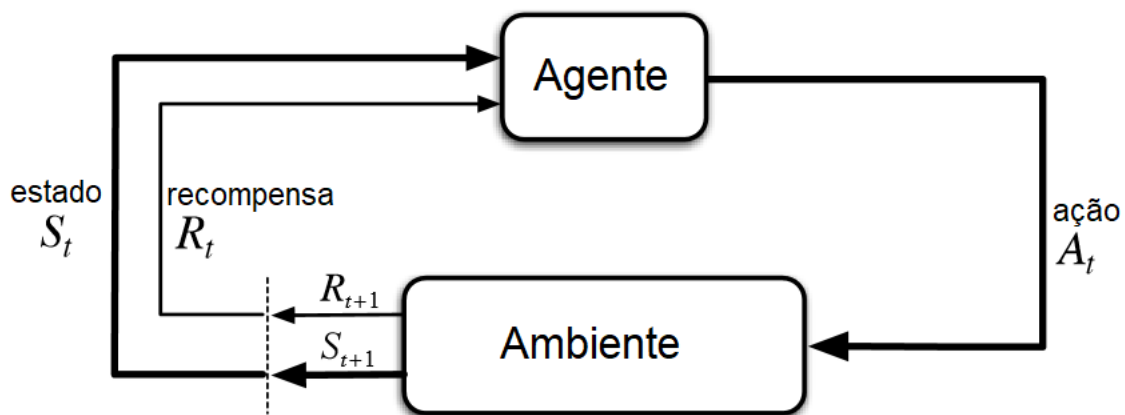 Agente
estado
S_t
recompensa
R_t
ação
A_t
R_{t+1}
S_{t+1}
Ambiente